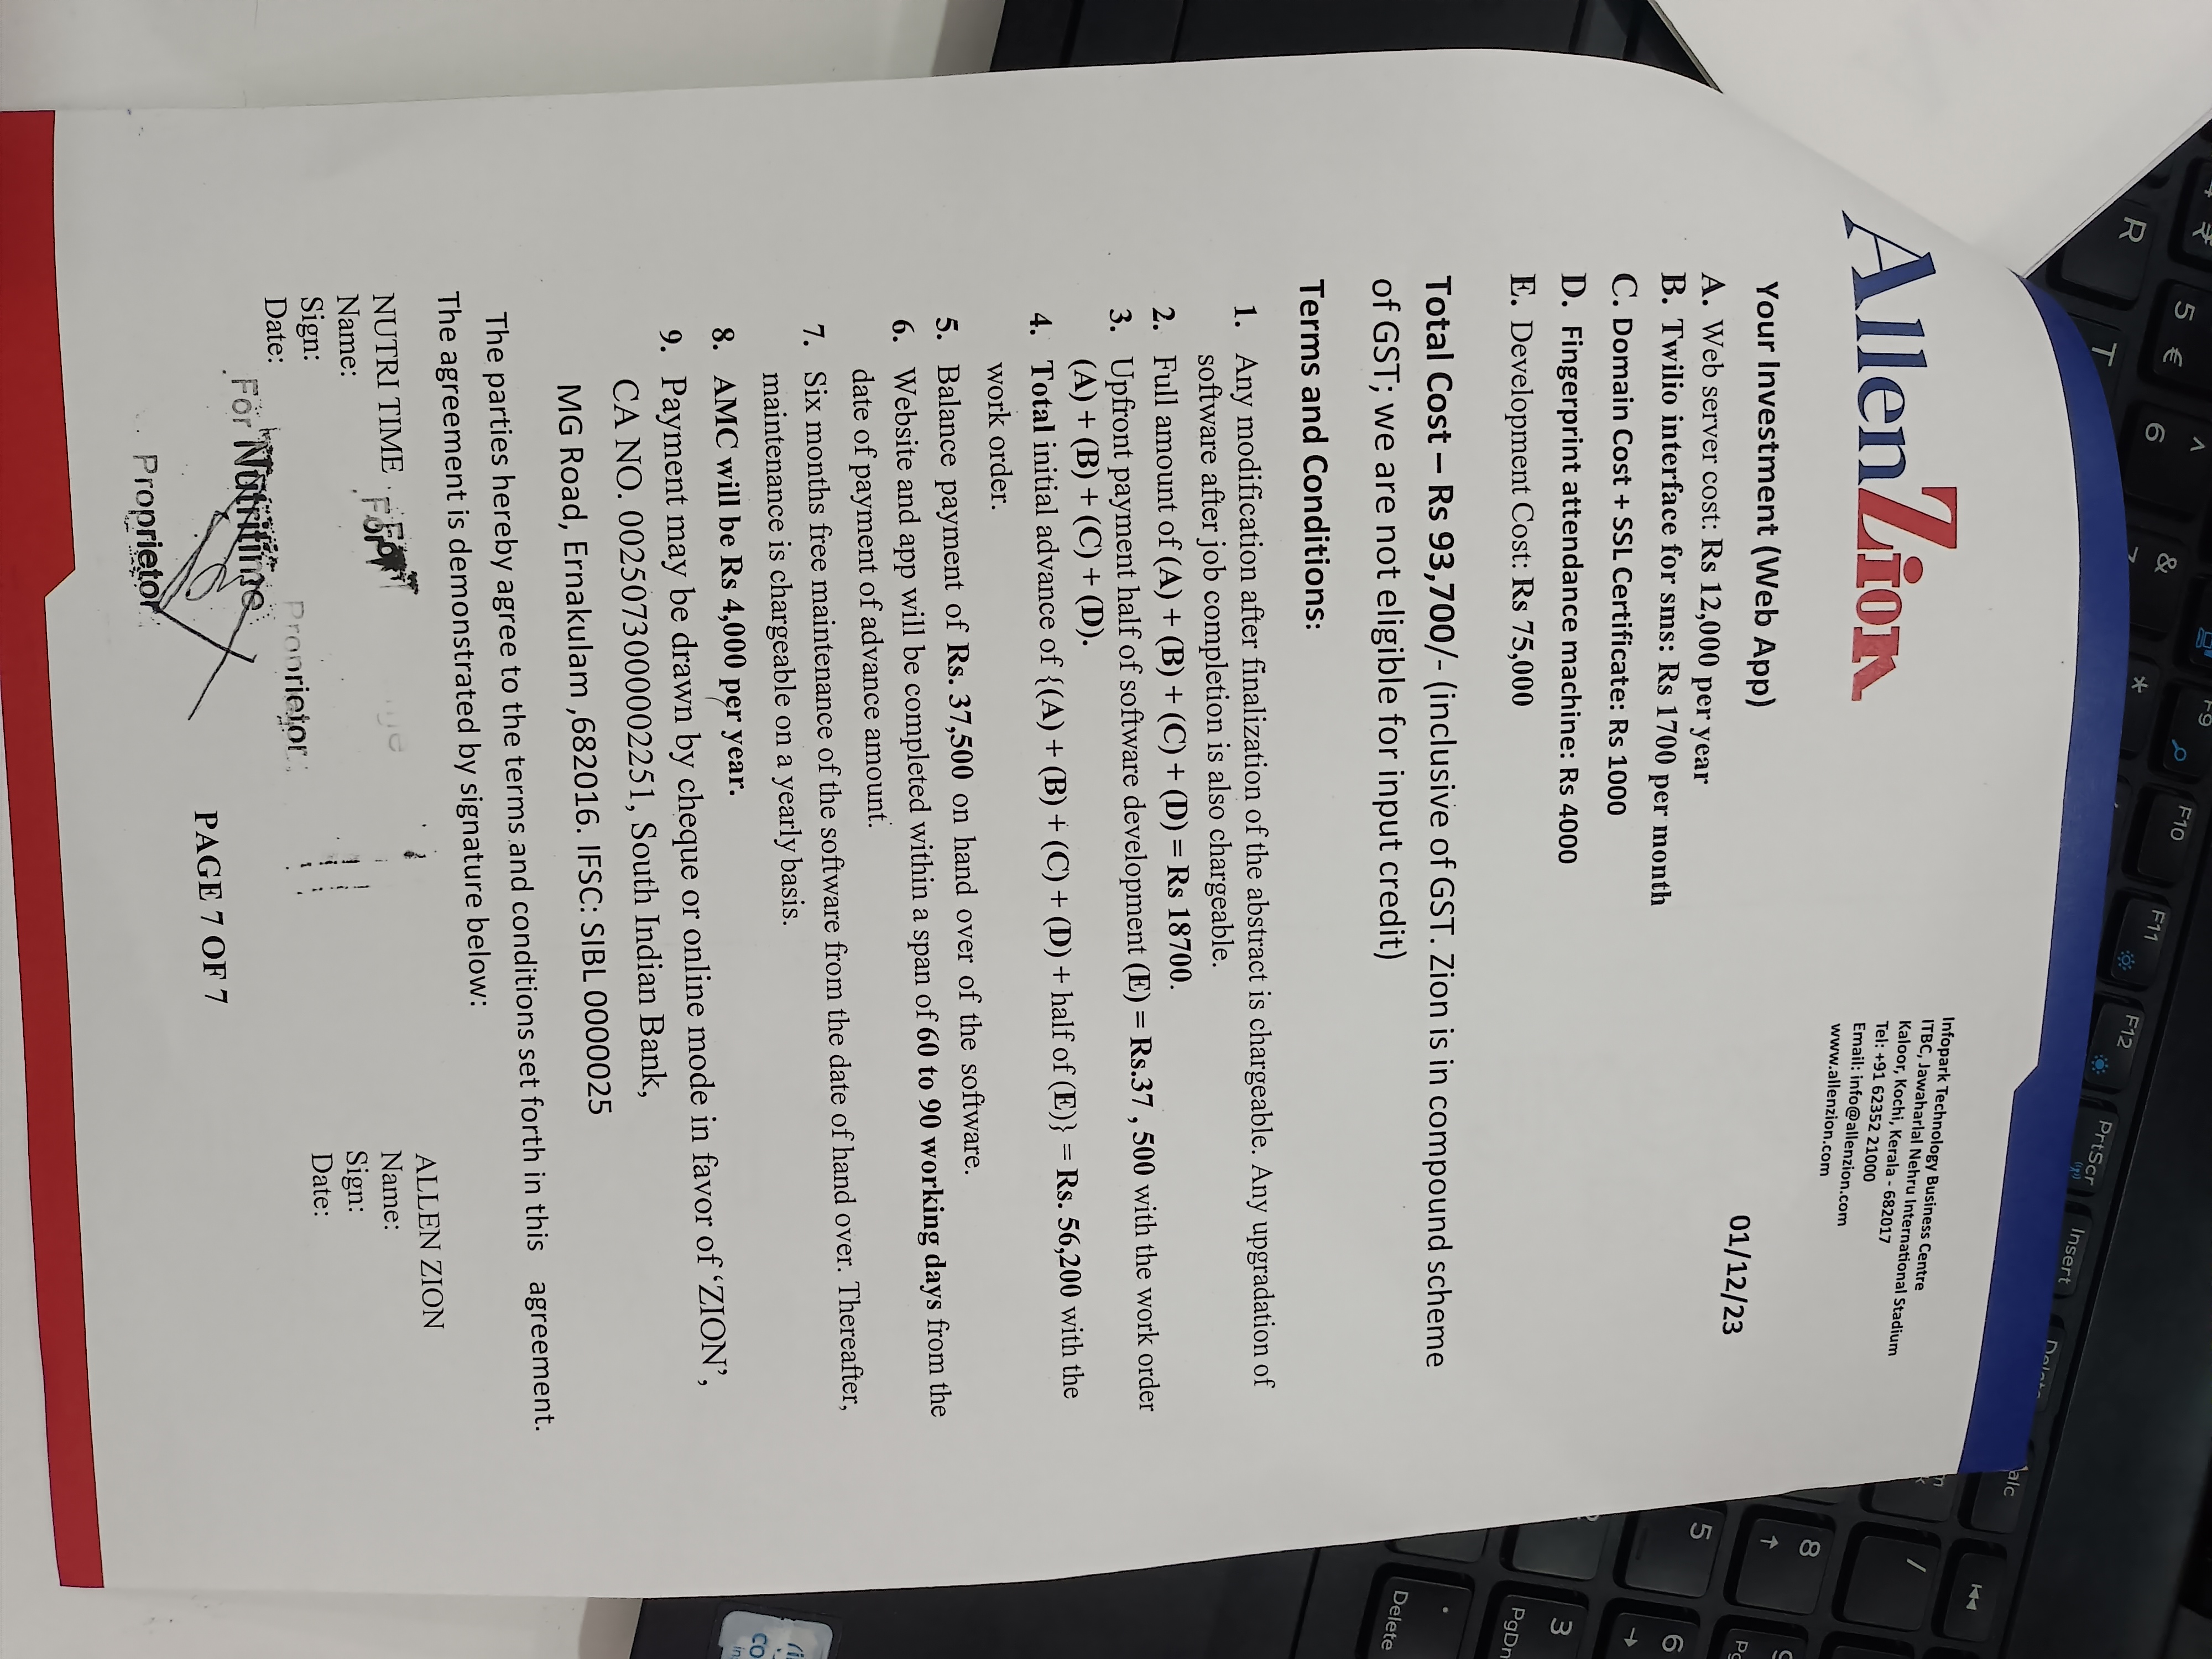 5 €
^
6
&
*
F9
F10
F11
F12
PrtScr
Insert
R
T
8
5
6
3
PgDn
Delete
AllenZion
Infopark Technology Business Centre
ITBC, Jawaharlal Nehru International Stadium
Kaloor, Kochi, Kerala - 682017
Tel: +91 62352 21000
Email: info@allenzion.com
www.allenzion.com
Your Investment (Web App)
01/12/23
A. Web server cost: Rs 12,000 per year
B. Twilio interface for sms: Rs 1700 per month
C. Domain Cost + SSL Certificate: Rs 1000
D. Fingerprint attendance machine: Rs 4000
E. Development Cost: Rs 75,000
Total Cost – Rs 93,700/- (inclusive of GST. Zion is in compound scheme
of GST; we are not eligible for input credit)
Terms and Conditions:
1. Any modification after finalization of the abstract is chargeable. Any upgradation of
software after job completion is also chargeable.
2. Full amount of (A) + (B) + (C) + (D) = Rs 18700.
3. Upfront payment half of software development (E) = Rs.37 , 500 with the work order
(A) + (B) + (C) + (D).
4. Total initial advance of {(A) + (B) + (C) + (D) + half of (E)} = Rs. 56,200 with the
work order.
5. Balance payment of Rs. 37,500 on hand over of the software.
6. Website and app will be completed within a span of 60 to 90 working days from the
date of payment of advance amount.
7. Six months free maintenance of the software from the date of hand over. Thereafter,
maintenance is chargeable on a yearly basis.
8. AMC will be Rs 4,000 per year.
9. Payment may be drawn by cheque or online mode in favor of ‘ZION’,
CA NO. 0025073000002251, South Indian Bank,
MG Road, Ernakulam ,682016. IFSC: SIBL 0000025
The parties hereby agree to the terms and conditions set forth in this agreement.
The agreement is demonstrated by signature below:
NUTRI TIME
Name:
Sign:
Date:
ALLEN ZION
Name:
Sign:
Date:
For
Proprietor
For Nutritime
Proprietor
PAGE 7 OF 7